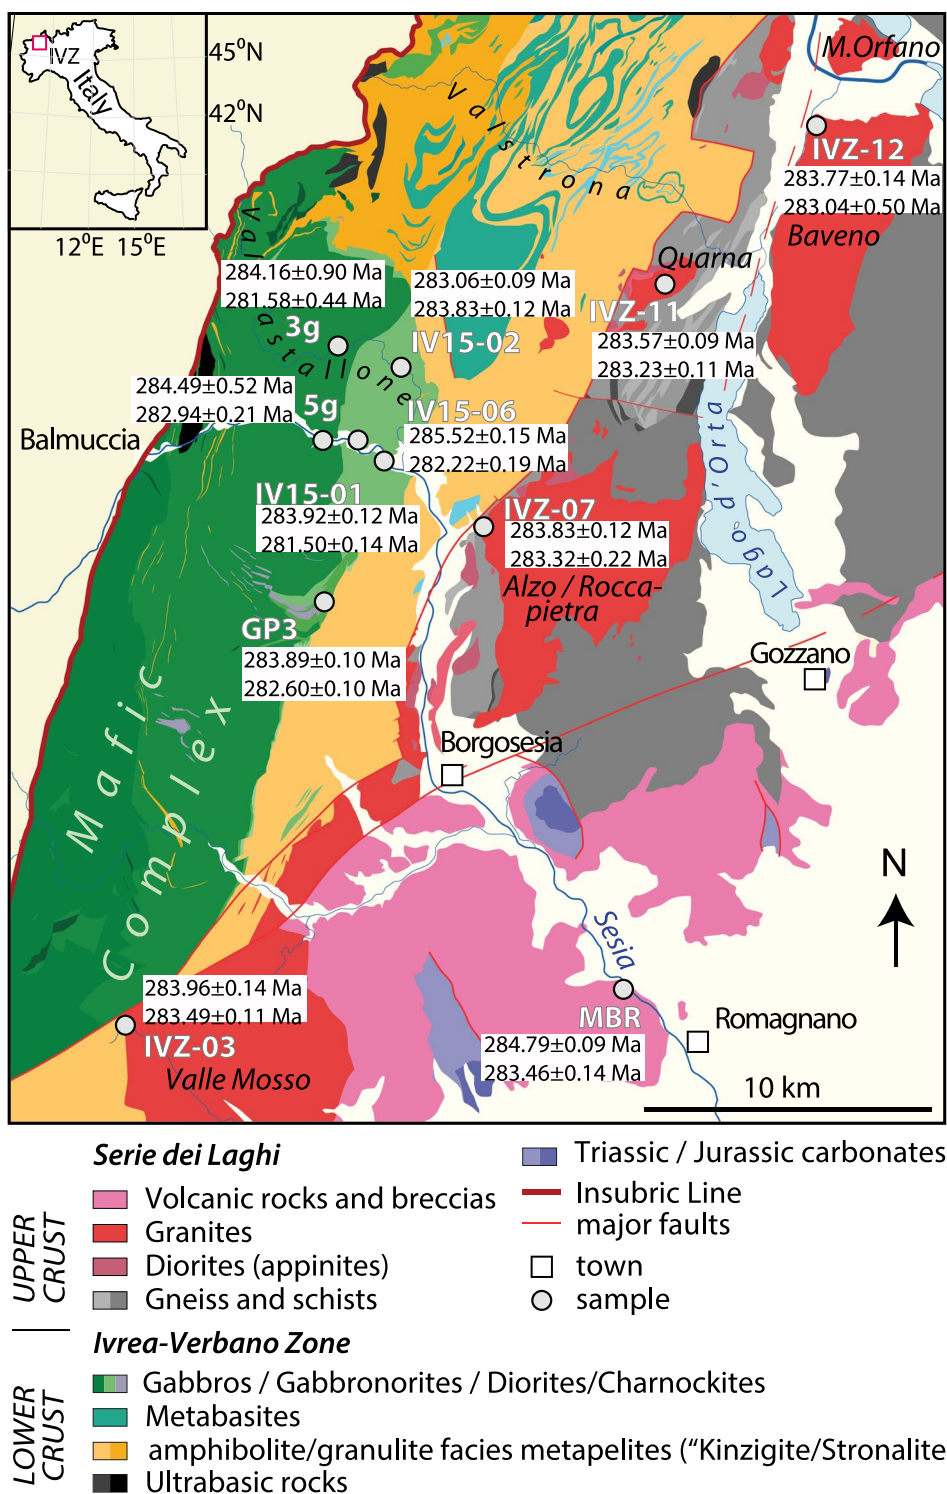 IVZ
Italy
45⁰N
42⁰N
12⁰E 15⁰E
M.Orfano
Valstrona
IVZ-12
283.77±0.14 Ma
283.04±0.50 Ma
Baveno
Val Mastallone
Quarna
284.16±0.90 Ma
281.58±0.44 Ma
283.06±0.09 Ma
283.83±0.12 Ma
IVZ-11
283.57±0.09 Ma
283.23±0.11 Ma
3g
IV15-02
284.49±0.52 Ma
282.94±0.21 Ma
5g
IV15-06
285.52±0.15 Ma
282.22±0.19 Ma
Balmuccia
Lago d'Orta
IV15-01
283.92±0.12 Ma
281.50±0.14 Ma
IVZ-07
283.83±0.12 Ma
283.32±0.22 Ma
Alzo / Rocca-
pietra
GP3
283.89±0.10 Ma
282.60±0.10 Ma
Gozzano
Mafic
Complex
Borgosesia
N
Sesia
283.96±0.14 Ma
283.49±0.11 Ma
IVZ-03
Valle Mosso
MBR
284.79±0.09 Ma
283.46±0.14 Ma
Romagnano
10 km
Serie dei Laghi
UPPER
CRUST
Volcanic rocks and breccias
Granites
Diorites (appinites)
Gneiss and schists
Triassic / Jurassic carbonates
Insubric Line
major faults
town
sample
Ivrea-Verbano Zone
LOWER
CRUST
Gabbros / Gabbronorites / Diorites/Charnockites
Metabasites
amphibolite/granulite facies metapelites (“Kinzigite/Stronalite
Ultrabasic rocks